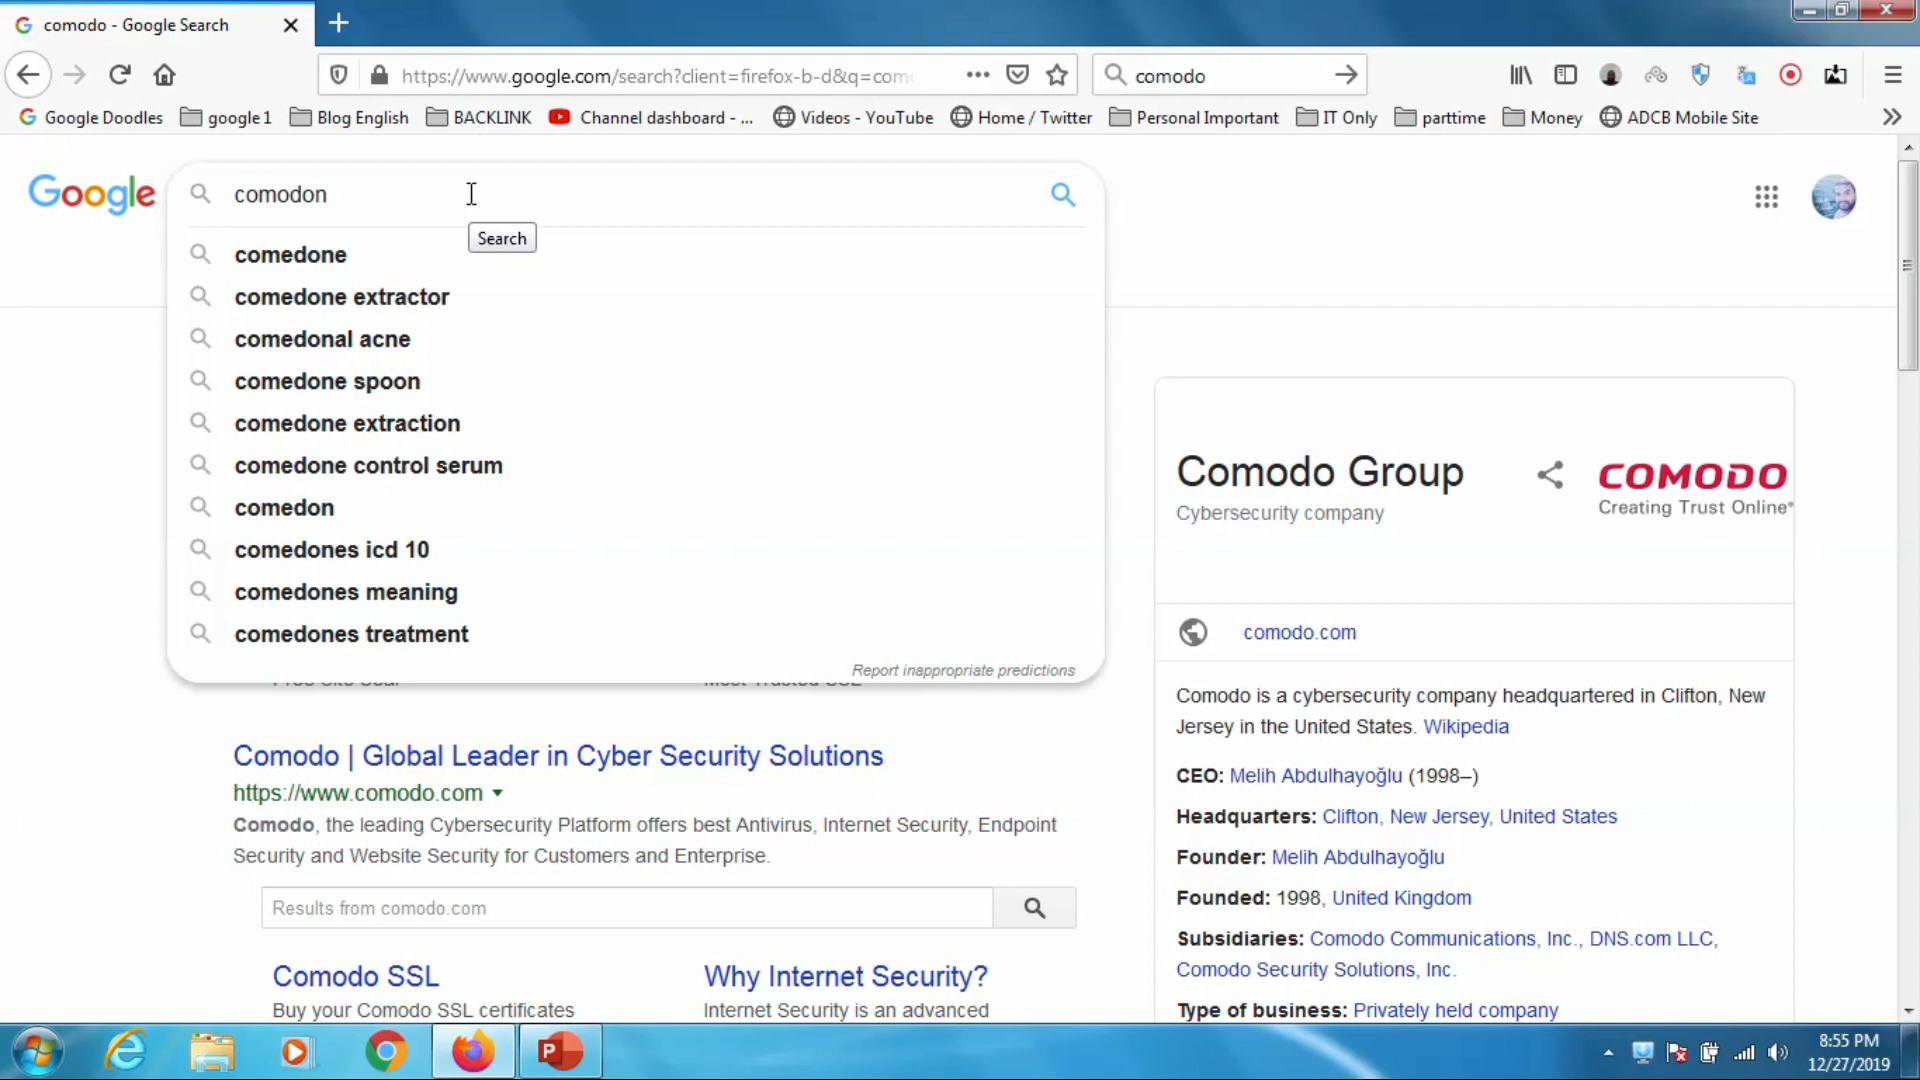 comodo - Google Search
https://www.google.com/search?client=firefox-b-d&q=com
comodo
Google Doodles
google1
Blog English
BACKLINK
Channel dashboard - ...
Videos - YouTube
Home / Twitter
Personal Important
IT Only
parttime
Money
ADCB Mobile Site
Google
comodon
Search
comedone
comedone extractor
comedonal acne
comedone spoon
comedone extraction
comedone control serum
comedon
comedones icd 10
comedones meaning
comedones treatment
Report inappropriate predictions
Comodo | Global Leader in Cyber Security Solutions
https://www.comodo.com
Comodo, the leading Cybersecurity Platform offers best Antivirus, Internet Security, Endpoint
Security and Website Security for Customers and Enterprise.
Results from comodo.com
Comodo SSL
Buy your Comodo SSL certificates
Why Internet Security?
Internet Security is an advanced
Comodo Group
Cybersecurity company
COMODO
Creating Trust Online®
comodo.com
Comodo is a cybersecurity company headquartered in Clifton, New
Jersey in the United States. Wikipedia
CEO: Melih Abdulhayoğlu (1998–)
Headquarters: Clifton, New Jersey, United States
Founder: Melih Abdulhayoğlu
Founded: 1998, United Kingdom
Subsidiaries: Comodo Communications, Inc., DNS.com LLC,
Comodo Security Solutions, Inc.
Type of business: Privately held company
8:55 PM
12/27/2019